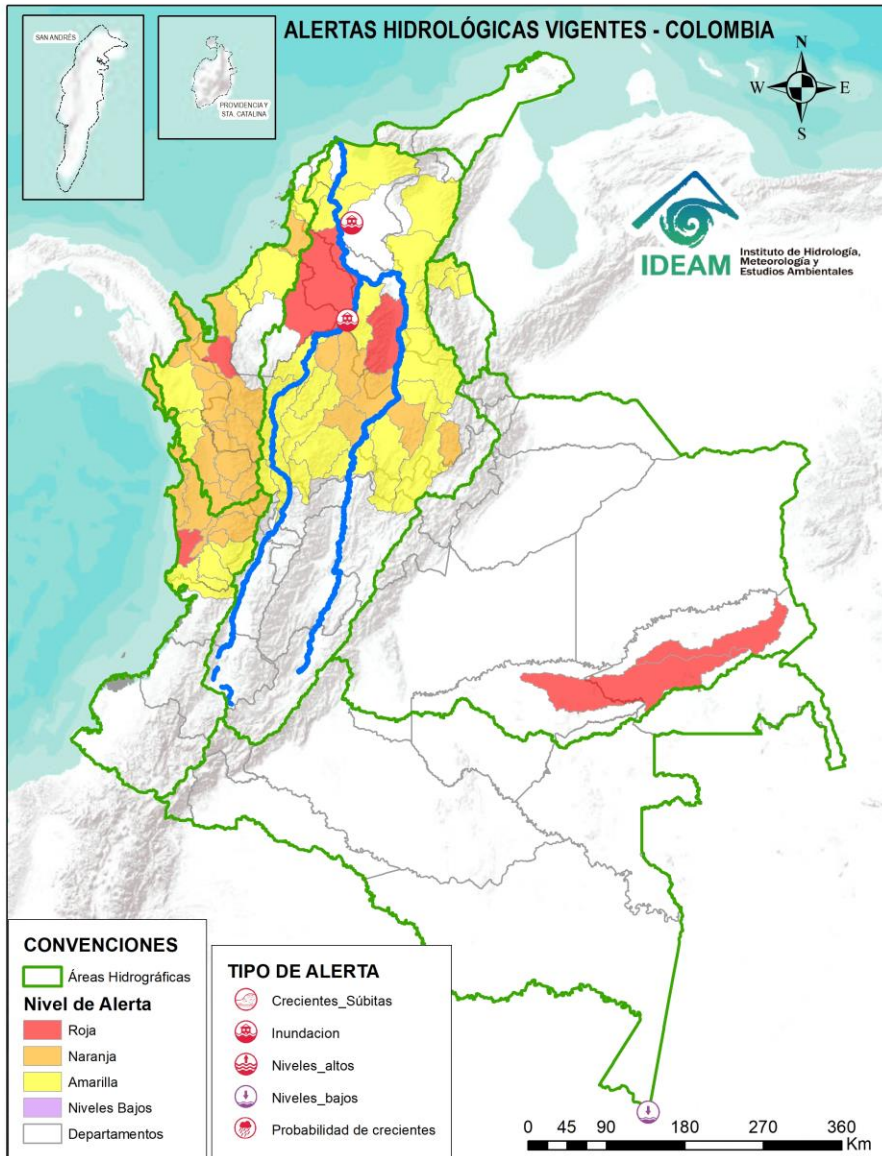 ALERTAS HIDROLÓGICAS VIGENTES - COLOMBIA
SAN ANDRÉS
PROVIDENCIA Y
STA. CATALINA
N
W
E
S
IDEAM
Instituto de Hidrología,
Meteorología y
Estudios Ambientales
CONVENCIONES
Áreas Hidrográficas
Nivel de Alerta
Roja
Naranja
Amarilla
Niveles Bajos
Departamentos
TIPO DE ALERTA
Crecientes_Súbitas
Inundacion
Niveles_altos
Niveles_bajos
Probabilidad de crecientes
0 45 90 180 270 360
Km